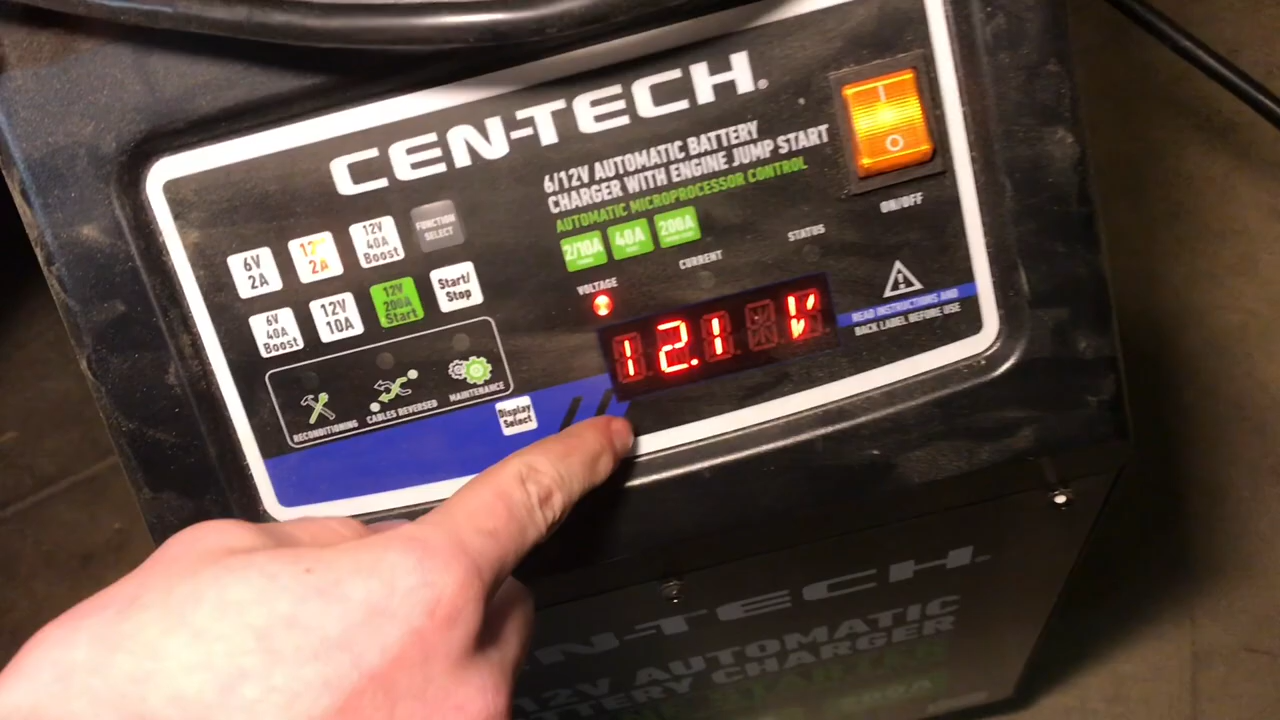 CEN-TECH®
6/12V AUTOMATIC BATTERY
CHARGER WITH ENGINE JUMP START
AUTOMATIC MICROPROCESSOR CONTROL
2/10A
40A
200A
ON/OFF
6V
2A
12V
2A
12V
40A
Boost
FUNCTION
SELECT
6V
40A
Boost
12V
10A
12V
200A
Start
Start/
Stop
VOLTAGE
CURRENT
STATUS
12.1 V
READ INSTRUCTIONS AND
BACK LABEL BEFORE USE
RECONDITIONING
CABLES REVERSED
MAINTENANCE
Display
Select
EN-TECH®
12V AUTOMATIC
TTERY CHARGER